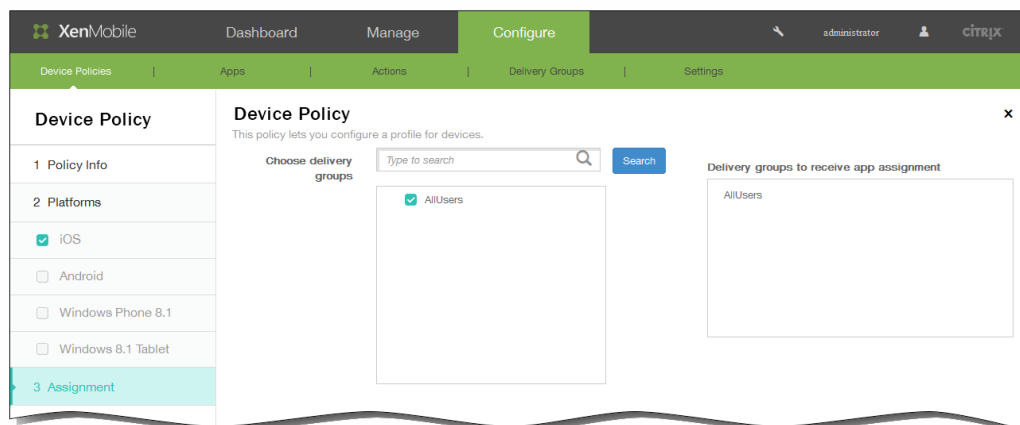 XenMobile Dashboard Manage Configure administrator CİTRIX
Device Policies | Apps | Actions | Delivery Groups | Settings
Device Policy
1 Policy Info
2 Platforms
iOS
Android
Windows Phone 8.1
Windows 8.1 Tablet
3 Assignment
Device Policy x
This policy lets you configure a profile for devices.
Choose delivery
groups
Type to search
Search
AllUsers
Delivery groups to receive app assignment
AllUsers